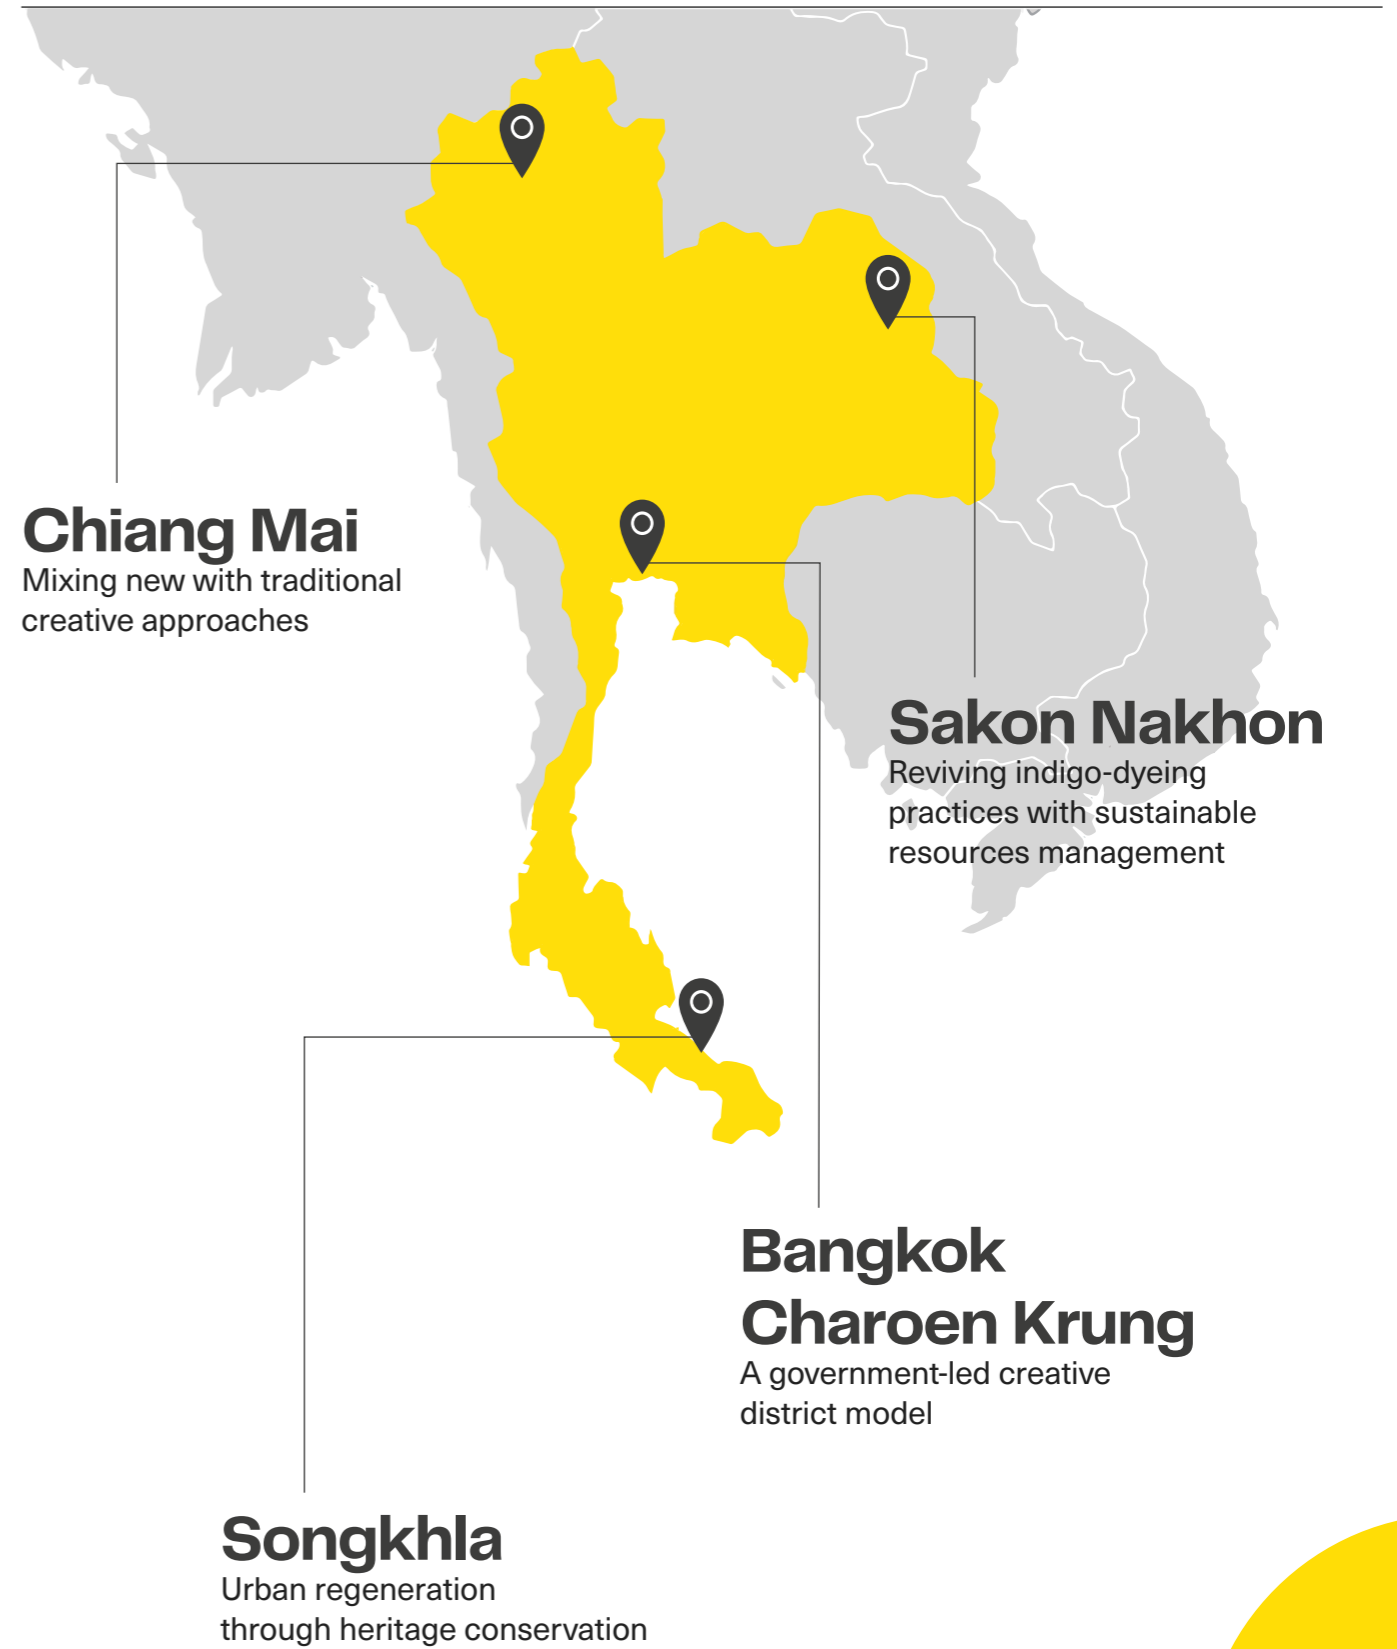 Chiang Mai
Mixing new with traditional
creative approaches
Sakon Nakhon
Reviving indigo-dyeing
practices with sustainable
resources management
Bangkok
Charoen Krung
A government-led creative
district model
Songkhla
Urban regeneration
through heritage conservation